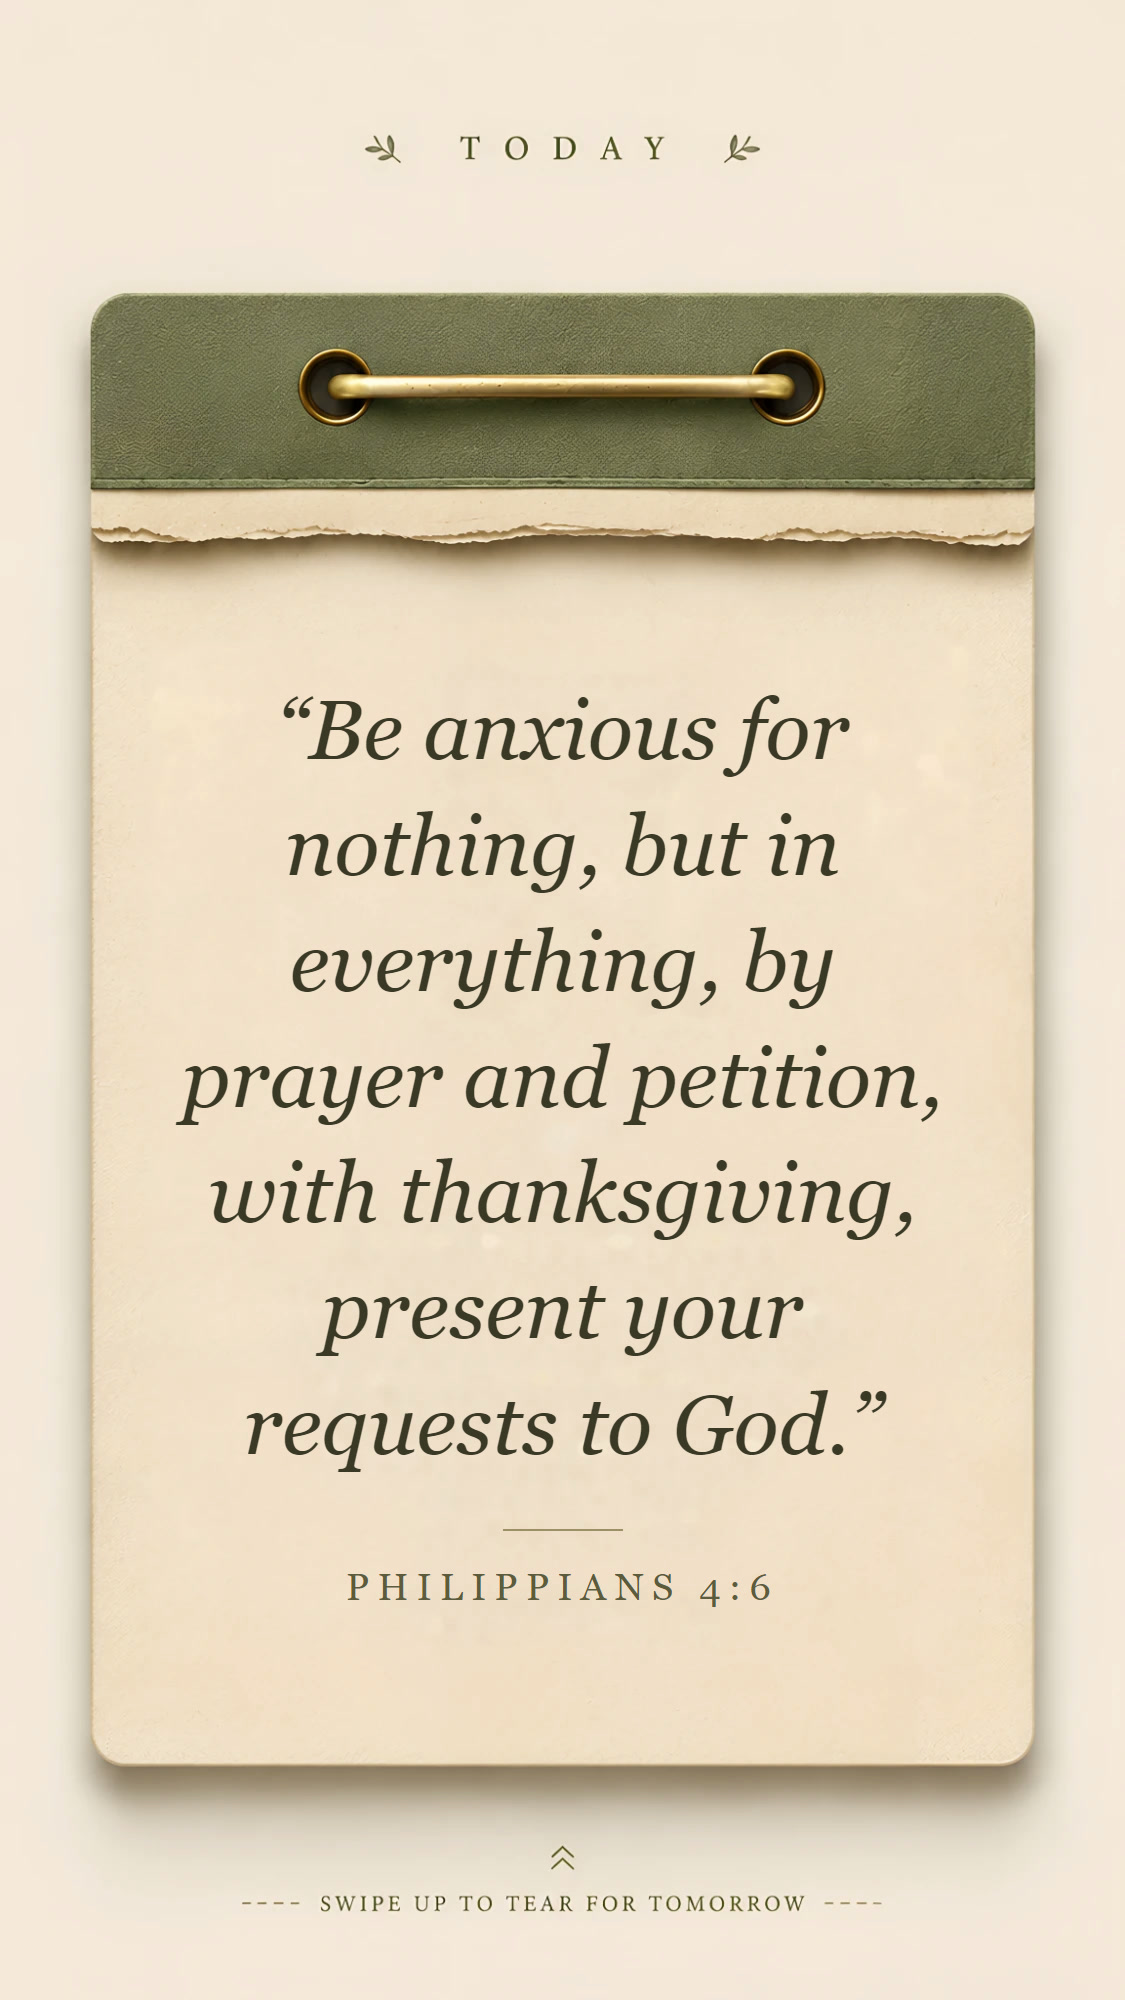 TODAY
“Be anxious for
nothing, but in
everything, by
prayer and petition,
with thanksgiving,
present your
requests to God.”
PHILIPPIANS 4:6
SWIPE UP TO TEAR FOR TOMORROW